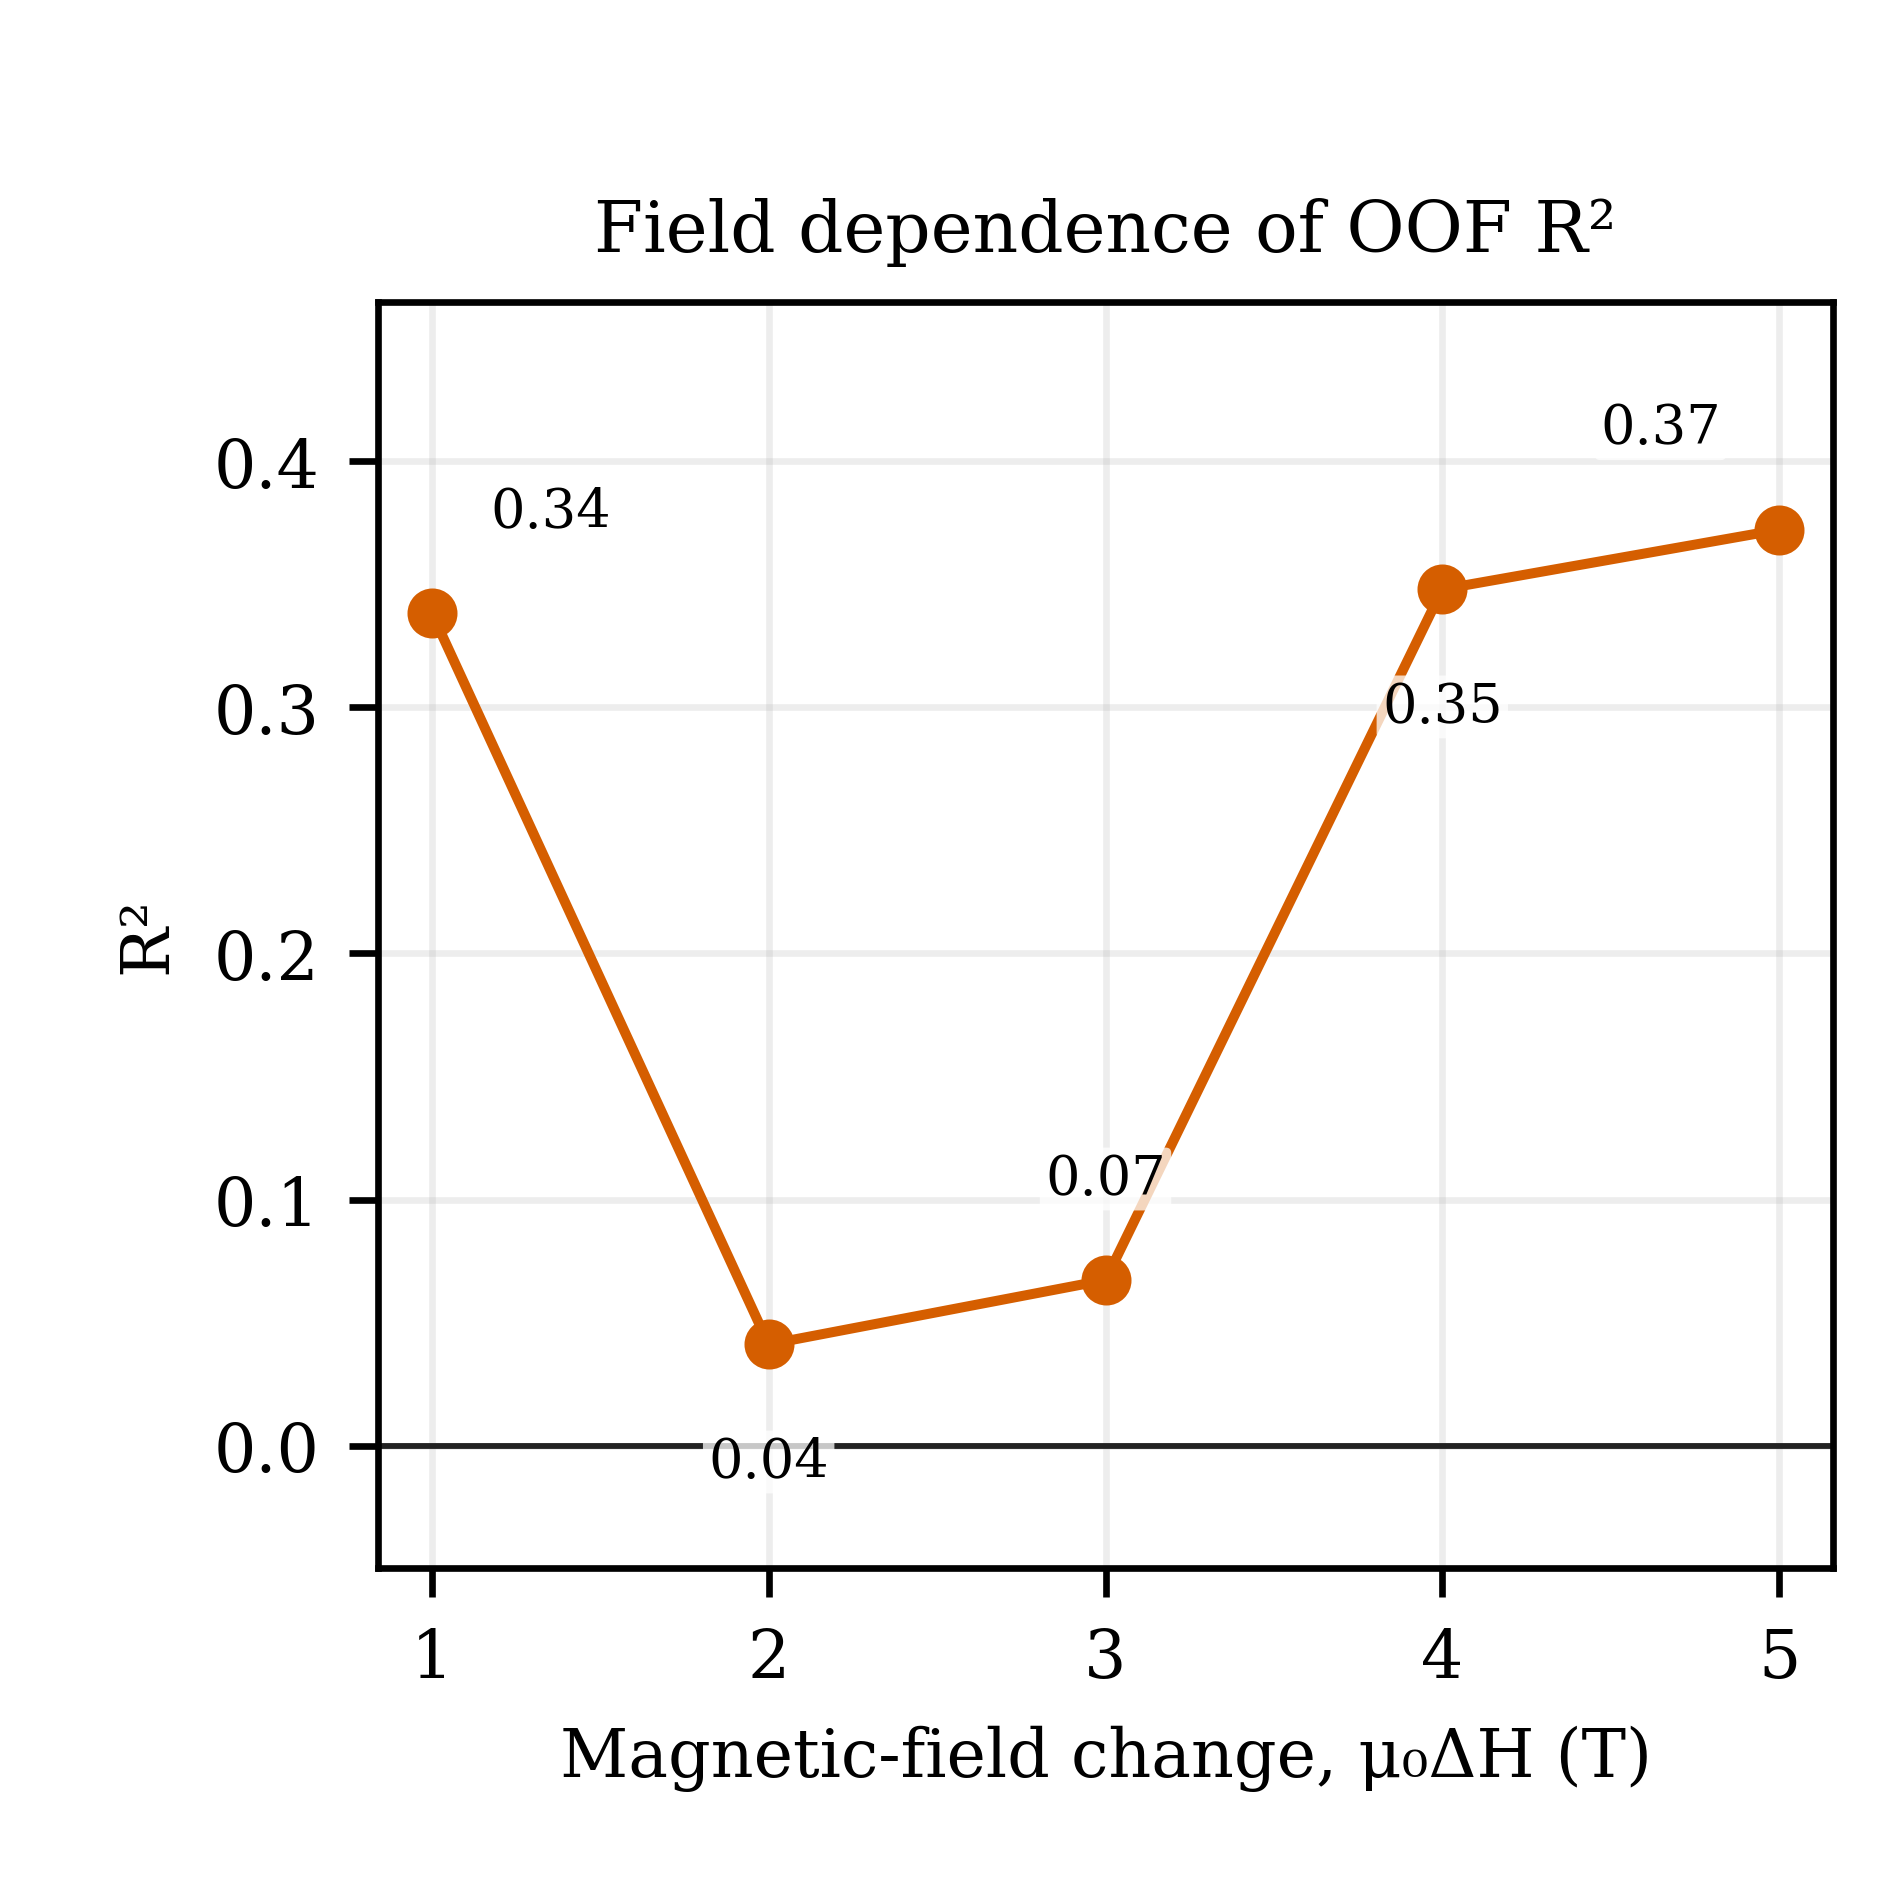 Field dependence of OOF R²
0.37
0.4
0.34
0.3
0.35
R²
0.2
0.07
0.1
0.0
0.04
1 2 3 4 5
Magnetic-field change, μ₀ΔH (T)